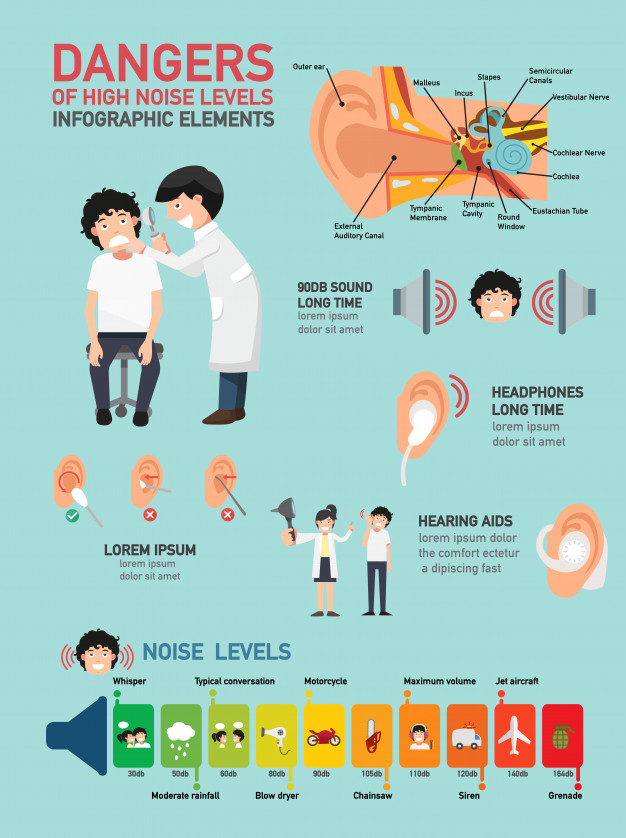 DANGERS
OF HIGH NOISE LEVELS
INFOGRAPHIC ELEMENTS
Outer ear
Malleus
Incus
Stapes
Semicircular
Canals
Vestibular Nerve
Cochlear Nerve
Cochlea
Eustachian Tube
Round
Window
Tympanic
Cavity
Tympanic
Membrane
External
Auditory Canal
90DB SOUND
LONG TIME
lorem ipsum
dolor sit amet
HEADPHONES
LONG TIME
lorem ipsum
dolor sit amet
LOREM IPSUM
lorem ipsum
dolor sit amet
HEARING AIDS
lorem ipsum dolor
the comfort ectetur
a dipiscing fast
NOISE LEVELS
Whisper
Typical conversation
Motorcycle
Maximum volume
Jet aircraft
30db
50db
60db
80db
90db
105db
110db
120db
140db
164db
Moderate rainfall
Blow dryer
Chainsaw
Siren
Grenade